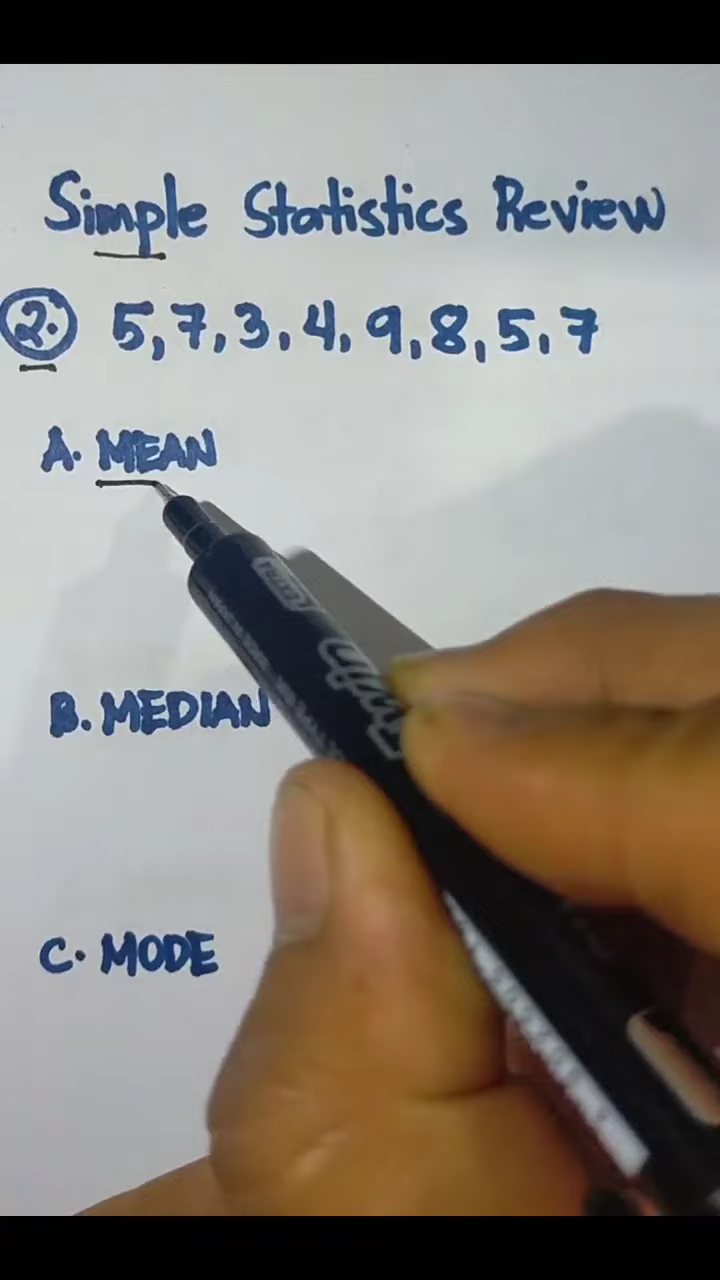 Simple Statistics Review
2. 5, 7, 3, 4, 9, 8, 5, 7
A. MEAN
B. MEDIAN
C. MODE